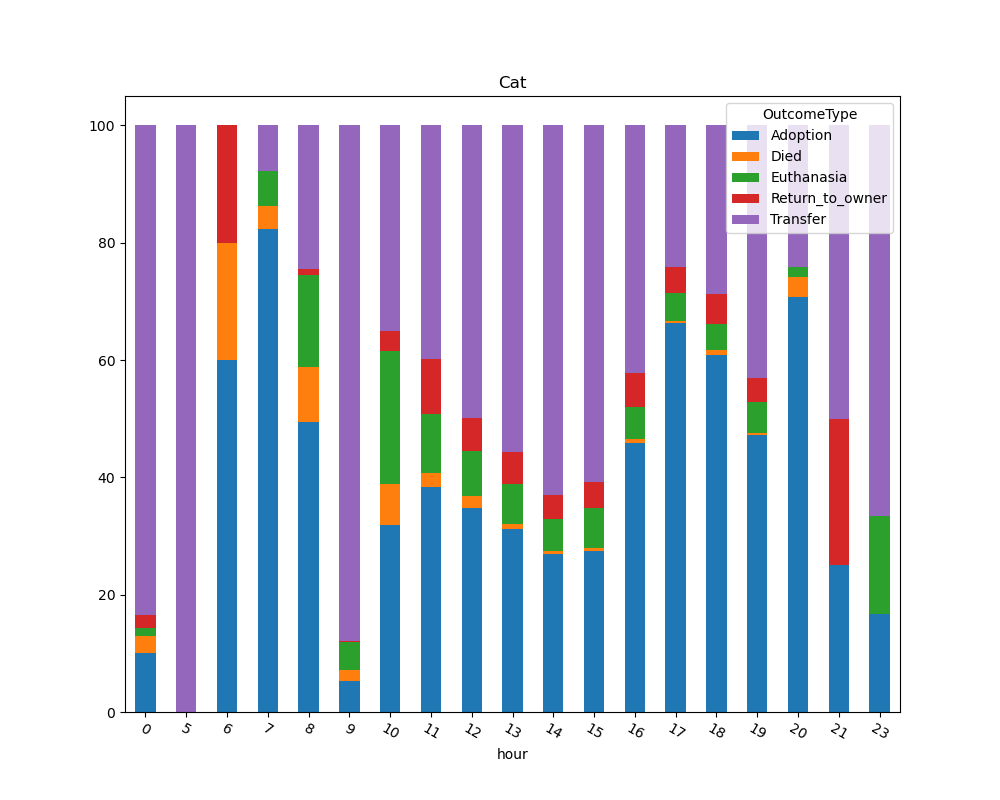 Cat
OutcomeType
Adoption
Died
Euthanasia
Return_to_owner
Transfer
100
80
60
40
20
0
0 5 6 7 8 9 10 11 12 13 14 15 16 17 18 19 20 21 23
hour